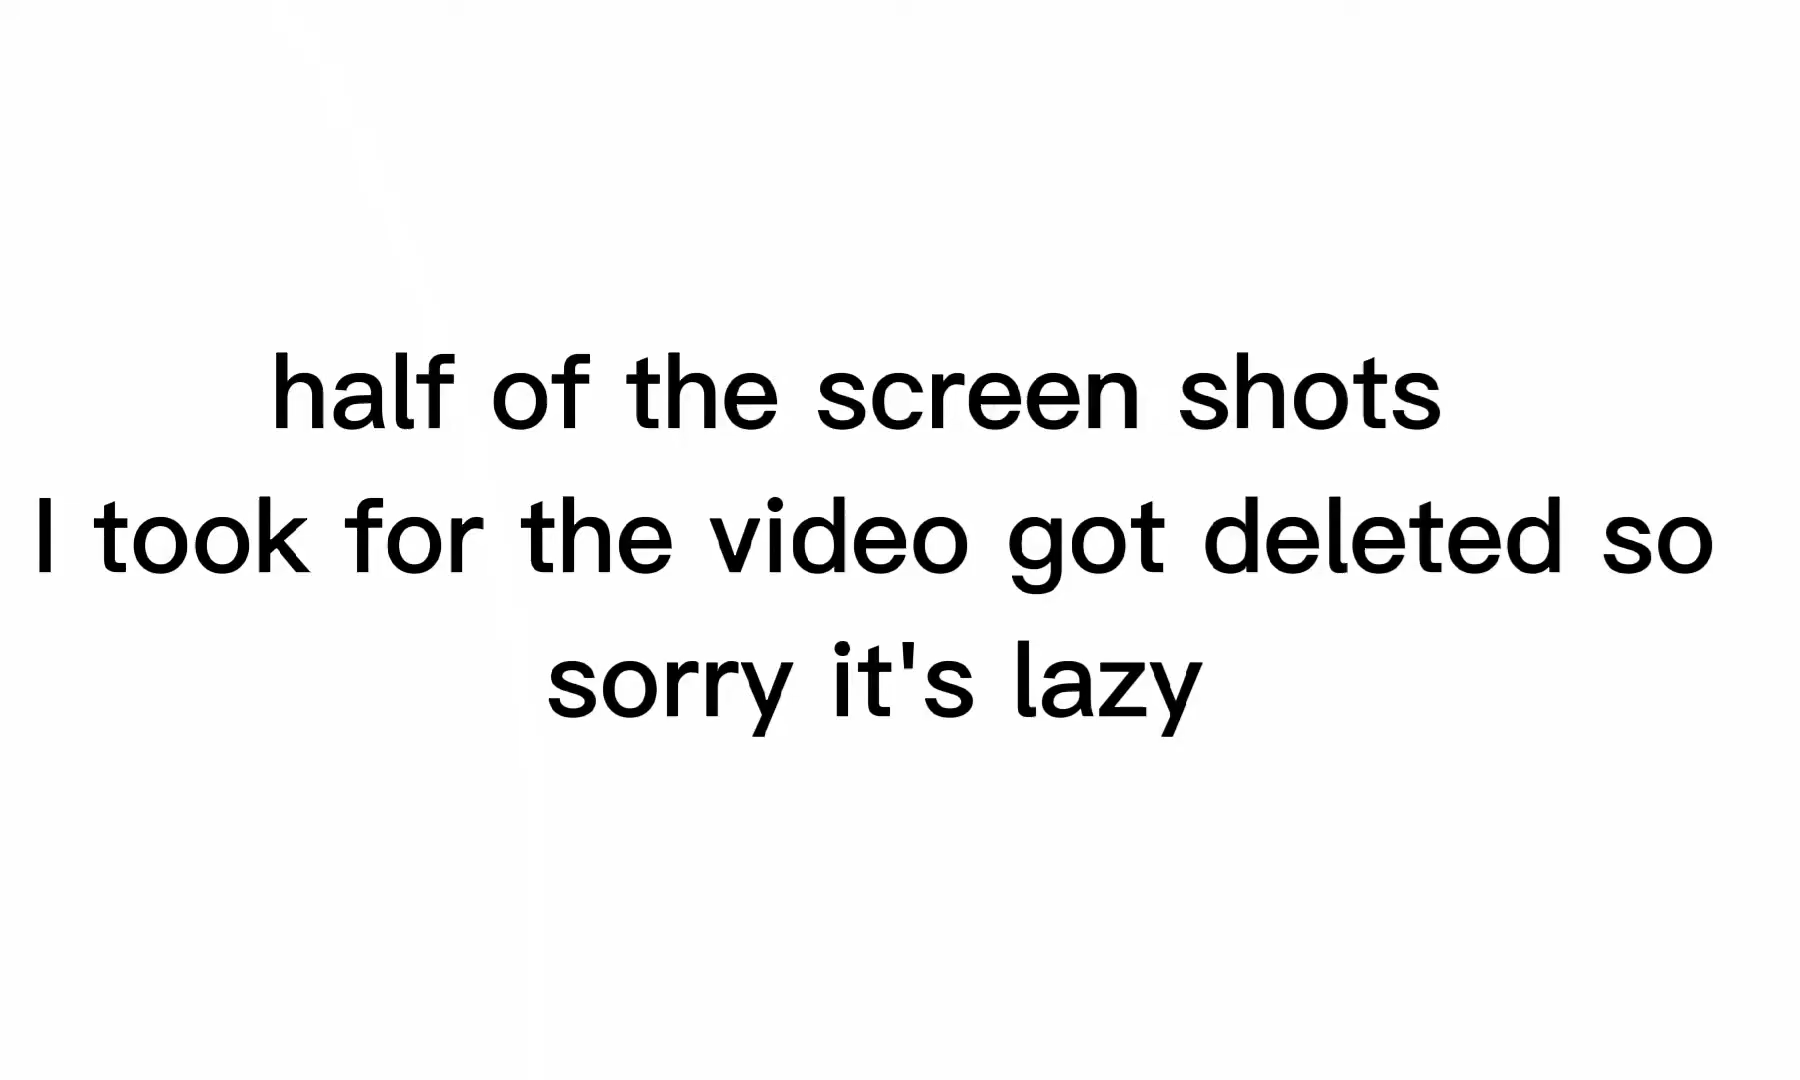 half of the screen shots
I took for the video got deleted so
sorry it's lazy